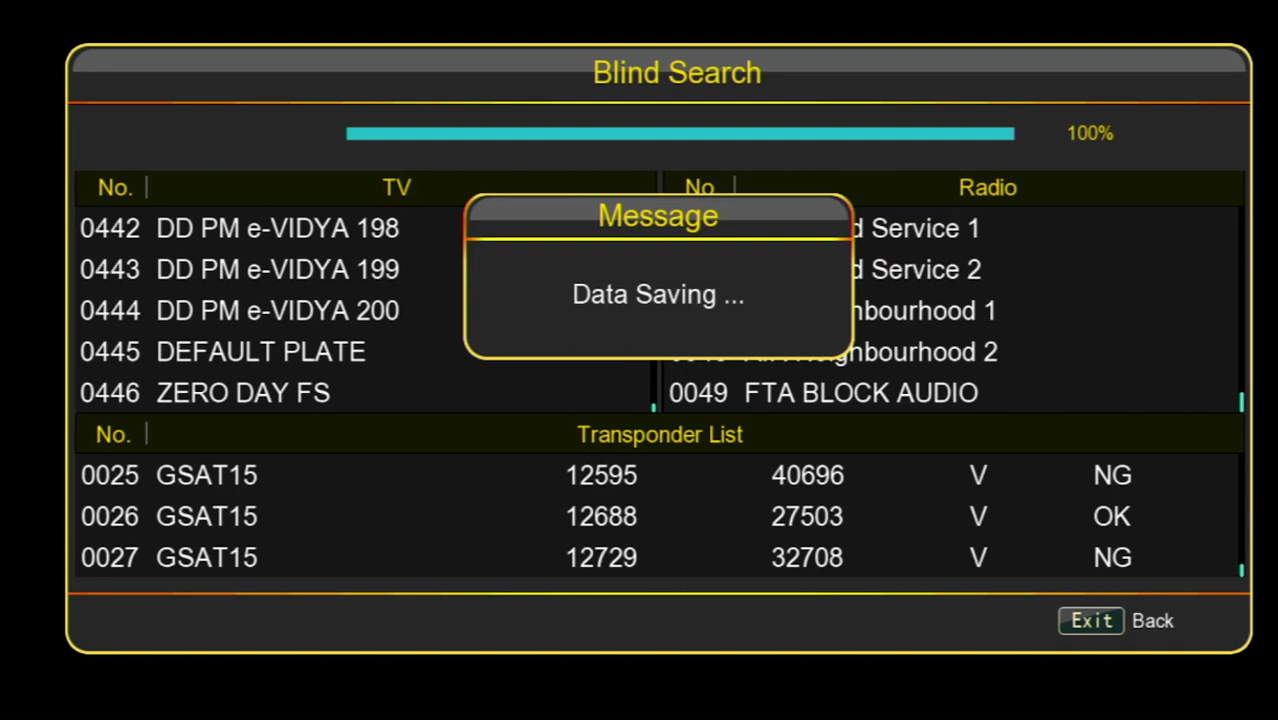 Blind Search
100%
No. TV No Radio
0442 DD PM e-VIDYA 198 d Service 1
0443 DD PM e-VIDYA 199 d Service 2
0444 DD PM e-VIDYA 200 nbourhood 1
0445 DEFAULT PLATE nbourhood 2
0446 ZERO DAY FS 0049 FTA BLOCK AUDIO
Message
Data Saving ...
No. Transponder List
0025 GSAT15 12595 40696 V NG
0026 GSAT15 12688 27503 V OK
0027 GSAT15 12729 32708 V NG
Exit Back